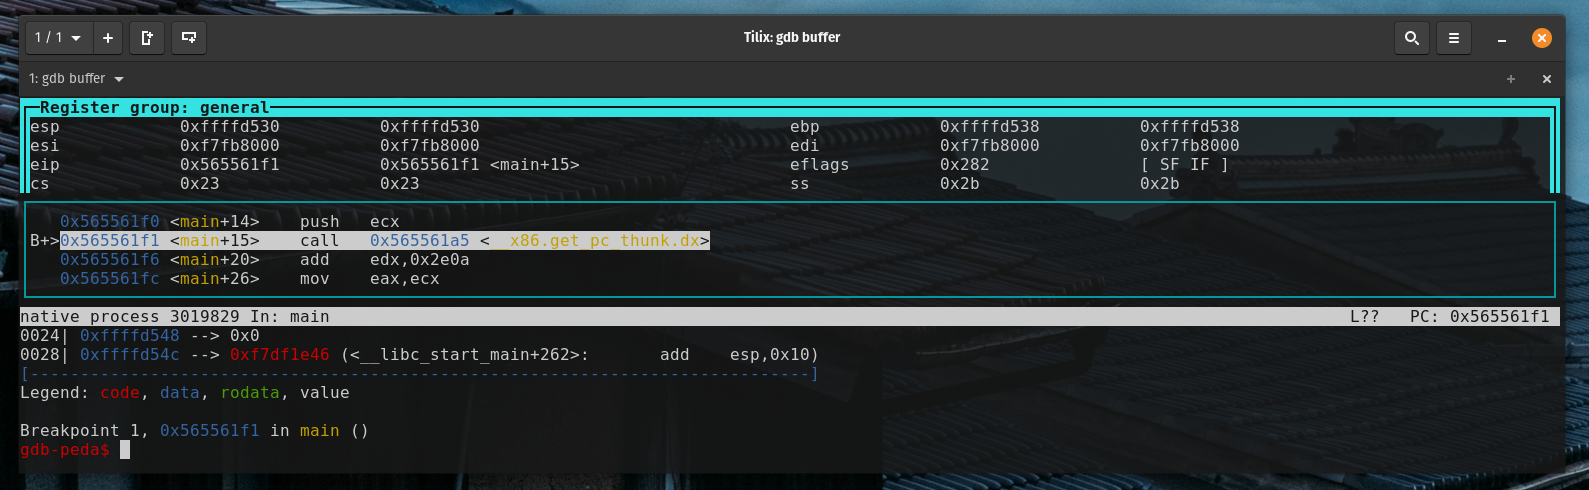 1 / 1
Tilix: gdb buffer
1: gdb buffer
Register group: general
esp 0xffffd530 0xffffd530 ebp 0xffffd538 0xffffd538
esi 0xf7fb8000 0xf7fb8000 edi 0xf7fb8000 0xf7fb8000
eip 0x565561f1 0x565561f1 <main+15> eflags 0x282 [ SF IF ]
cs 0x23 0x23 ss 0x2b 0x2b
0x565561f0 <main+14> push ecx
B+>0x565561f1 <main+15> call 0x565561a5 <__x86.get_pc_thunk.dx>
0x565561f6 <main+20> add edx,0x2e0a
0x565561fc <main+26> mov eax,ecx
native process 3019829 In: main L?? PC: 0x565561f1
0024| 0xffffd548 --> 0x0
0028| 0xffffd54c --> 0xf7df1e46 (<__libc_start_main+262>: add esp,0x10)
[------------------------------------------------------------------------------]
Legend: code, data, rodata, value
Breakpoint 1, 0x565561f1 in main ()
gdb-peda$